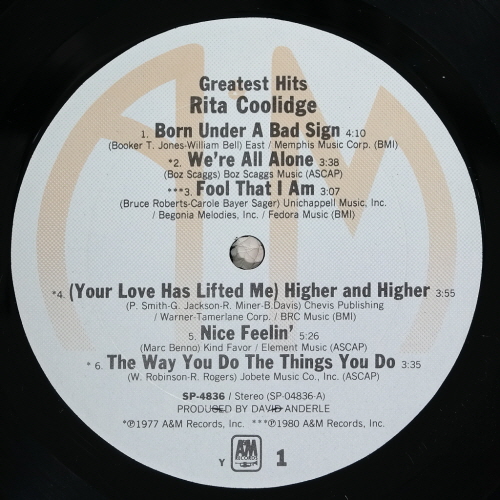 Greatest Hits
Rita Coolidge
1. Born Under A Bad Sign 4:10
(Booker T. Jones-William Bell) East / Memphis Music Corp. (BMI)
*2. We're All Alone 3:38
(Boz Scaggs) Boz Scaggs Music (ASCAP)
***3. Fool That I Am 3:07
(Bruce Roberts-Carole Bayer Sager) Unichappell Music, Inc.
/ Begonia Melodies, Inc. / Fedora Music (BMI)
*4. (Your Love Has Lifted Me) Higher and Higher 3:55
(P. Smith-G. Jackson-R. Miner-B.Davis) Chevis Publishing
/ Warner-Tamerlane Corp. / BRC Music (BMI)
5. Nice Feelin' 5:26
(Marc Benno) Kind Favor / Element Music (ASCAP)
*6. The Way You Do The Things You Do 3:35
(W. Robinson-R. Rogers) Jobete Music Co., Inc. (ASCAP)
SP-4836 / Stereo (SP-04836-A)
PRODUCED BY DAVID ANDERLE
*℗1977 A&M Records, Inc. ***℗1980 A&M Records, Inc.
Y A&M RECORDS 1